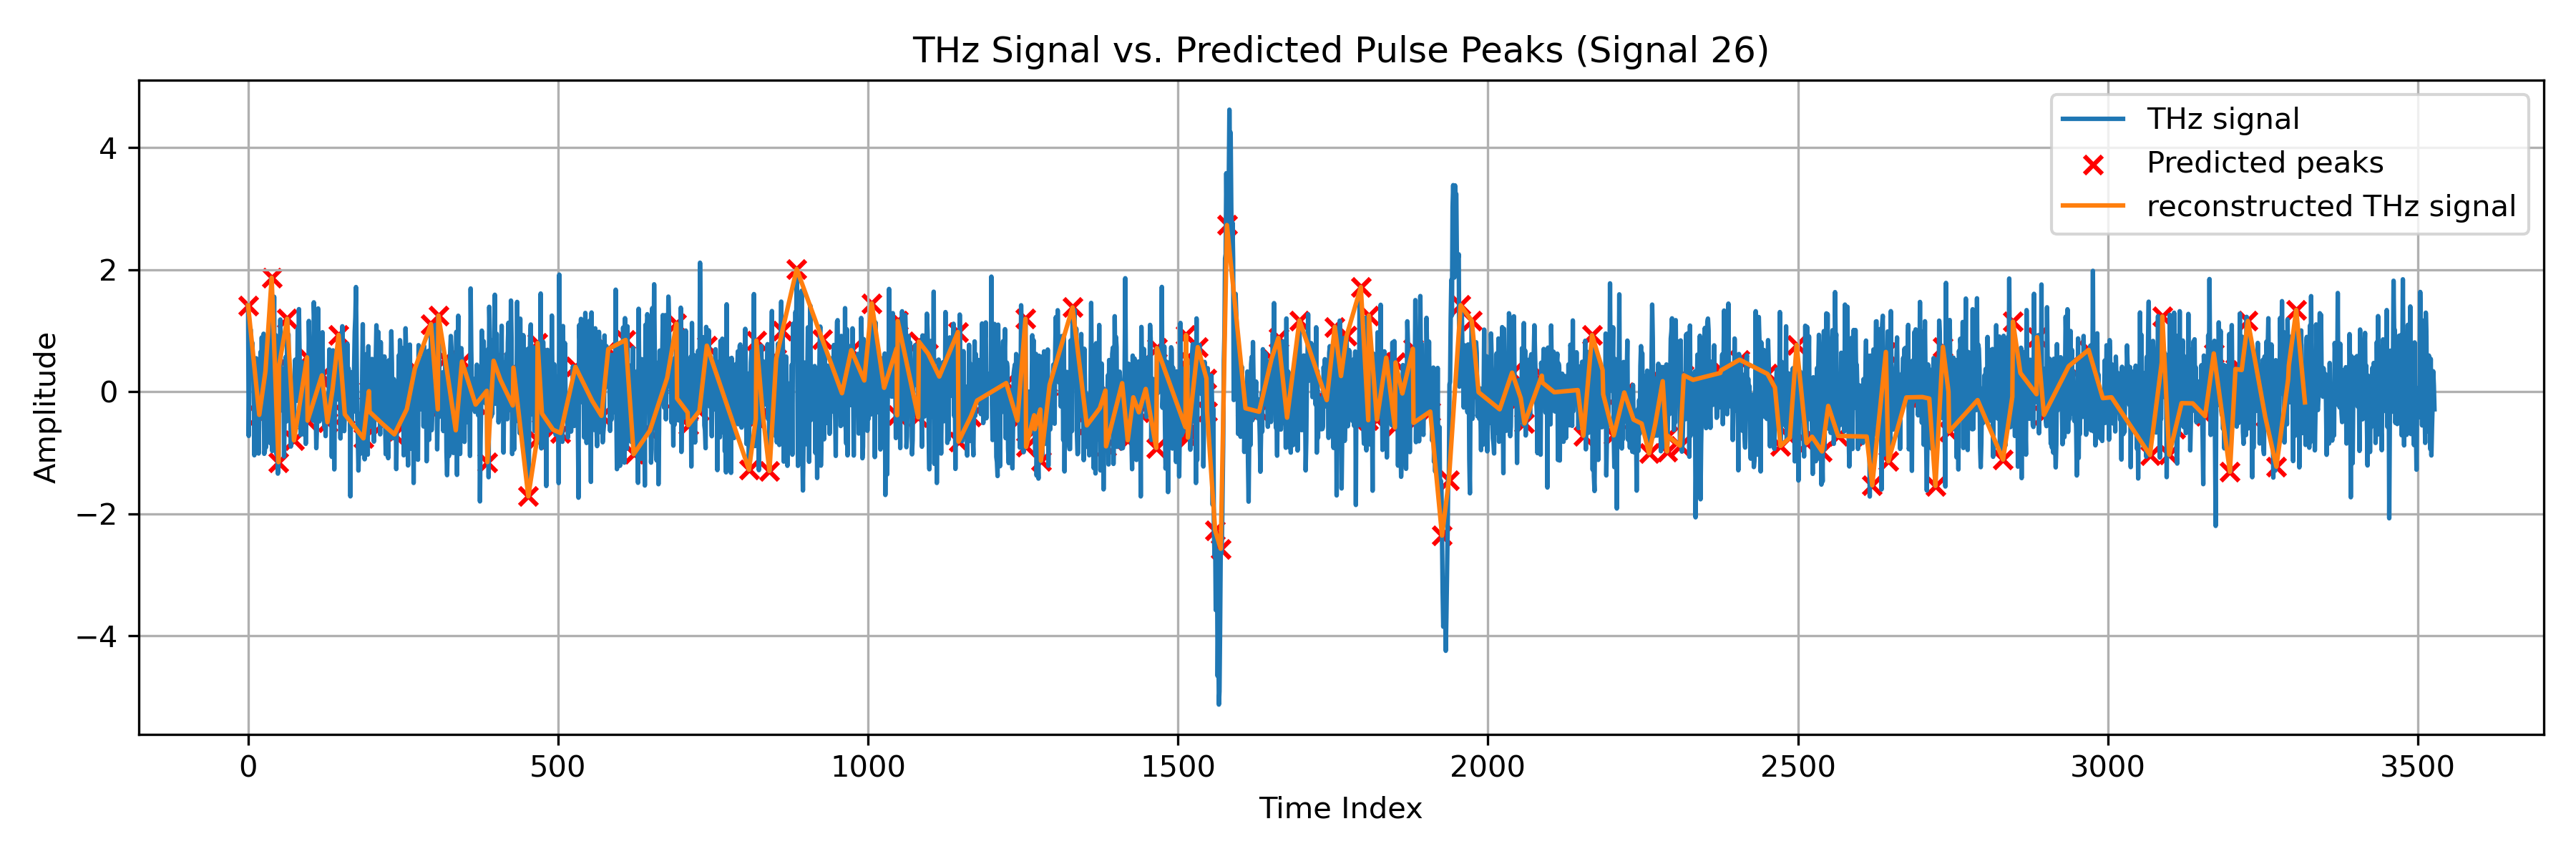 THz Signal vs. Predicted Pulse Peaks (Signal 26)
THz signal
Predicted peaks
reconstructed THz signal
Amplitude
4
2
0
−2
−4
0 500 1000 1500 2000 2500 3000 3500
Time Index